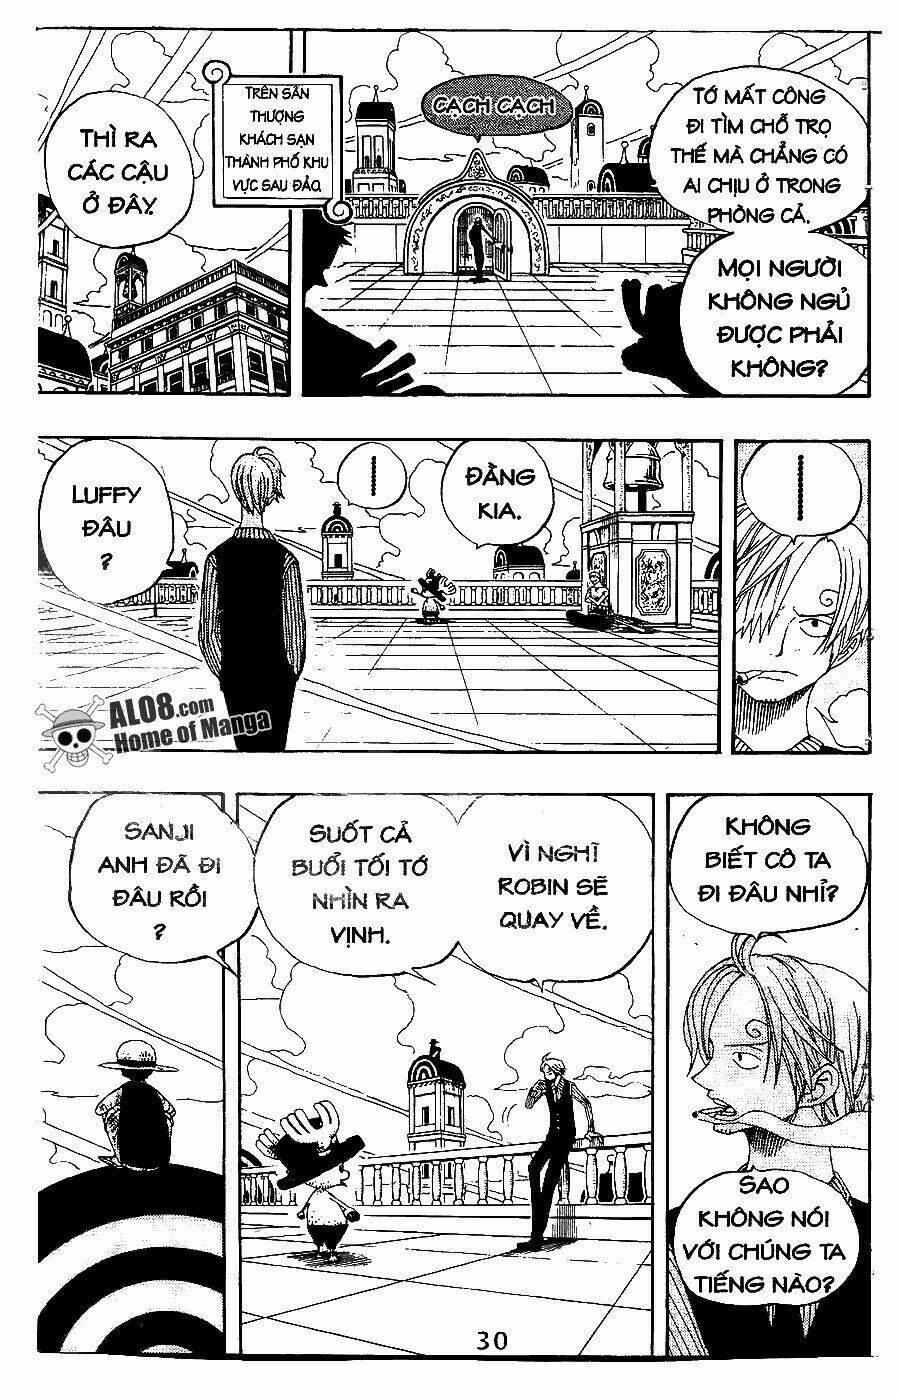 THÌ RA
CÁC CẬU
Ở ĐÂY.
TRÊN SÂN
THƯỢNG
KHÁCH SẠN
THÀNH PHỐ KHU
VỰC SAU ĐẢO.
CẠCH CẠCH
TỚ MẤT CÔNG
ĐI TÌM CHỖ TRỌ
THẾ MÀ CHẲNG CÓ
AI CHỊU Ở TRONG
PHÒNG CẢ.
MỌI NGƯỜI
KHÔNG NGỦ
ĐƯỢC PHẢI
KHÔNG?
LUFFY
ĐÂU
?
ĐẰNG
KIA.
AL08.com
Home of Manga
SANJI
ANH ĐÃ ĐI
ĐÂU RỒI
?
SUỐT CẢ
BUỔI TỐI TỚ
NHÌN RA
VỊNH.
VÌ NGHĨ
ROBIN SẼ
QUAY VỀ.
KHÔNG
BIẾT CÔ TA
ĐI ĐÂU NHỈ?
SAO
KHÔNG NÓI
VỚI CHÚNG TA
TIẾNG NÀO?
30